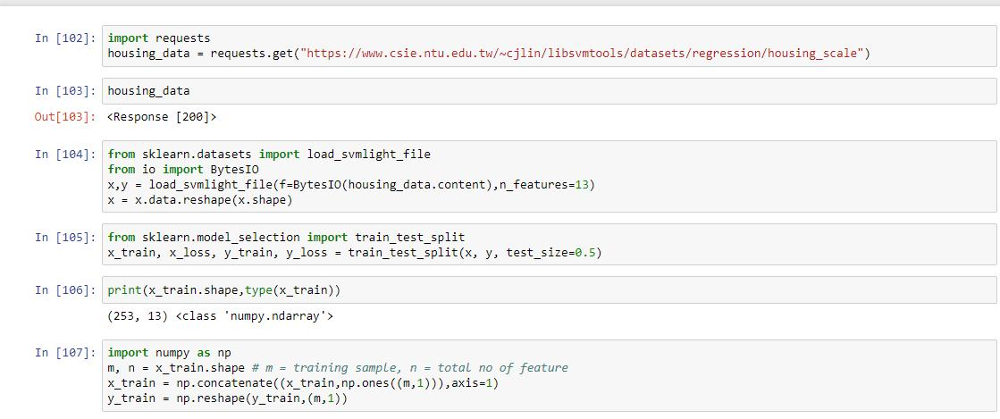 In [102]: import requests
housing_data = requests.get("https://www.csie.ntu.edu.tw/~cjlin/libsvmtools/datasets/regression/housing_scale")
In [103]: housing_data
Out[103]: <Response [200]>
In [104]: from sklearn.datasets import load_svmlight_file
from io import BytesIO
x,y = load_svmlight_file(f=BytesIO(housing_data.content),n_features=13)
x = x.data.reshape(x.shape)
In [105]: from sklearn.model_selection import train_test_split
x_train, x_loss, y_train, y_loss = train_test_split(x, y, test_size=0.5)
In [106]: print(x_train.shape,type(x_train))
(253, 13) <class 'numpy.ndarray'>
In [107]: import numpy as np
m, n = x_train.shape # m = training sample, n = total no of feature
x_train = np.concatenate((x_train,np.ones((m,1))),axis=1)
y_train = np.reshape(y_train,(m,1))